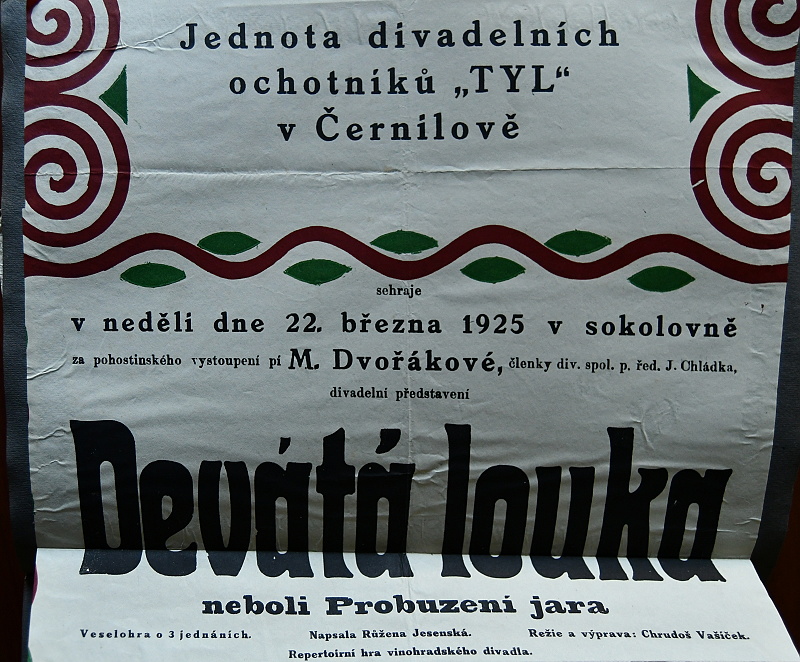 Jednota divadelních
ochotníků „TYL“
v Černilově
sehraje
v neděli dne 22. března 1925 v sokolovně
za pohostinského vystoupení pí M. Dvořákové, členky div. spol. p. řed. J. Chládka,
divadelní představení
Devátá louka
neboli Probuzení jara
Veselohra o 3 jednáních. Napsala Růžena Jesenská. Režie a výprava: Chrudoš Vašíček.
Repertoirní hra vinohradského divadla.